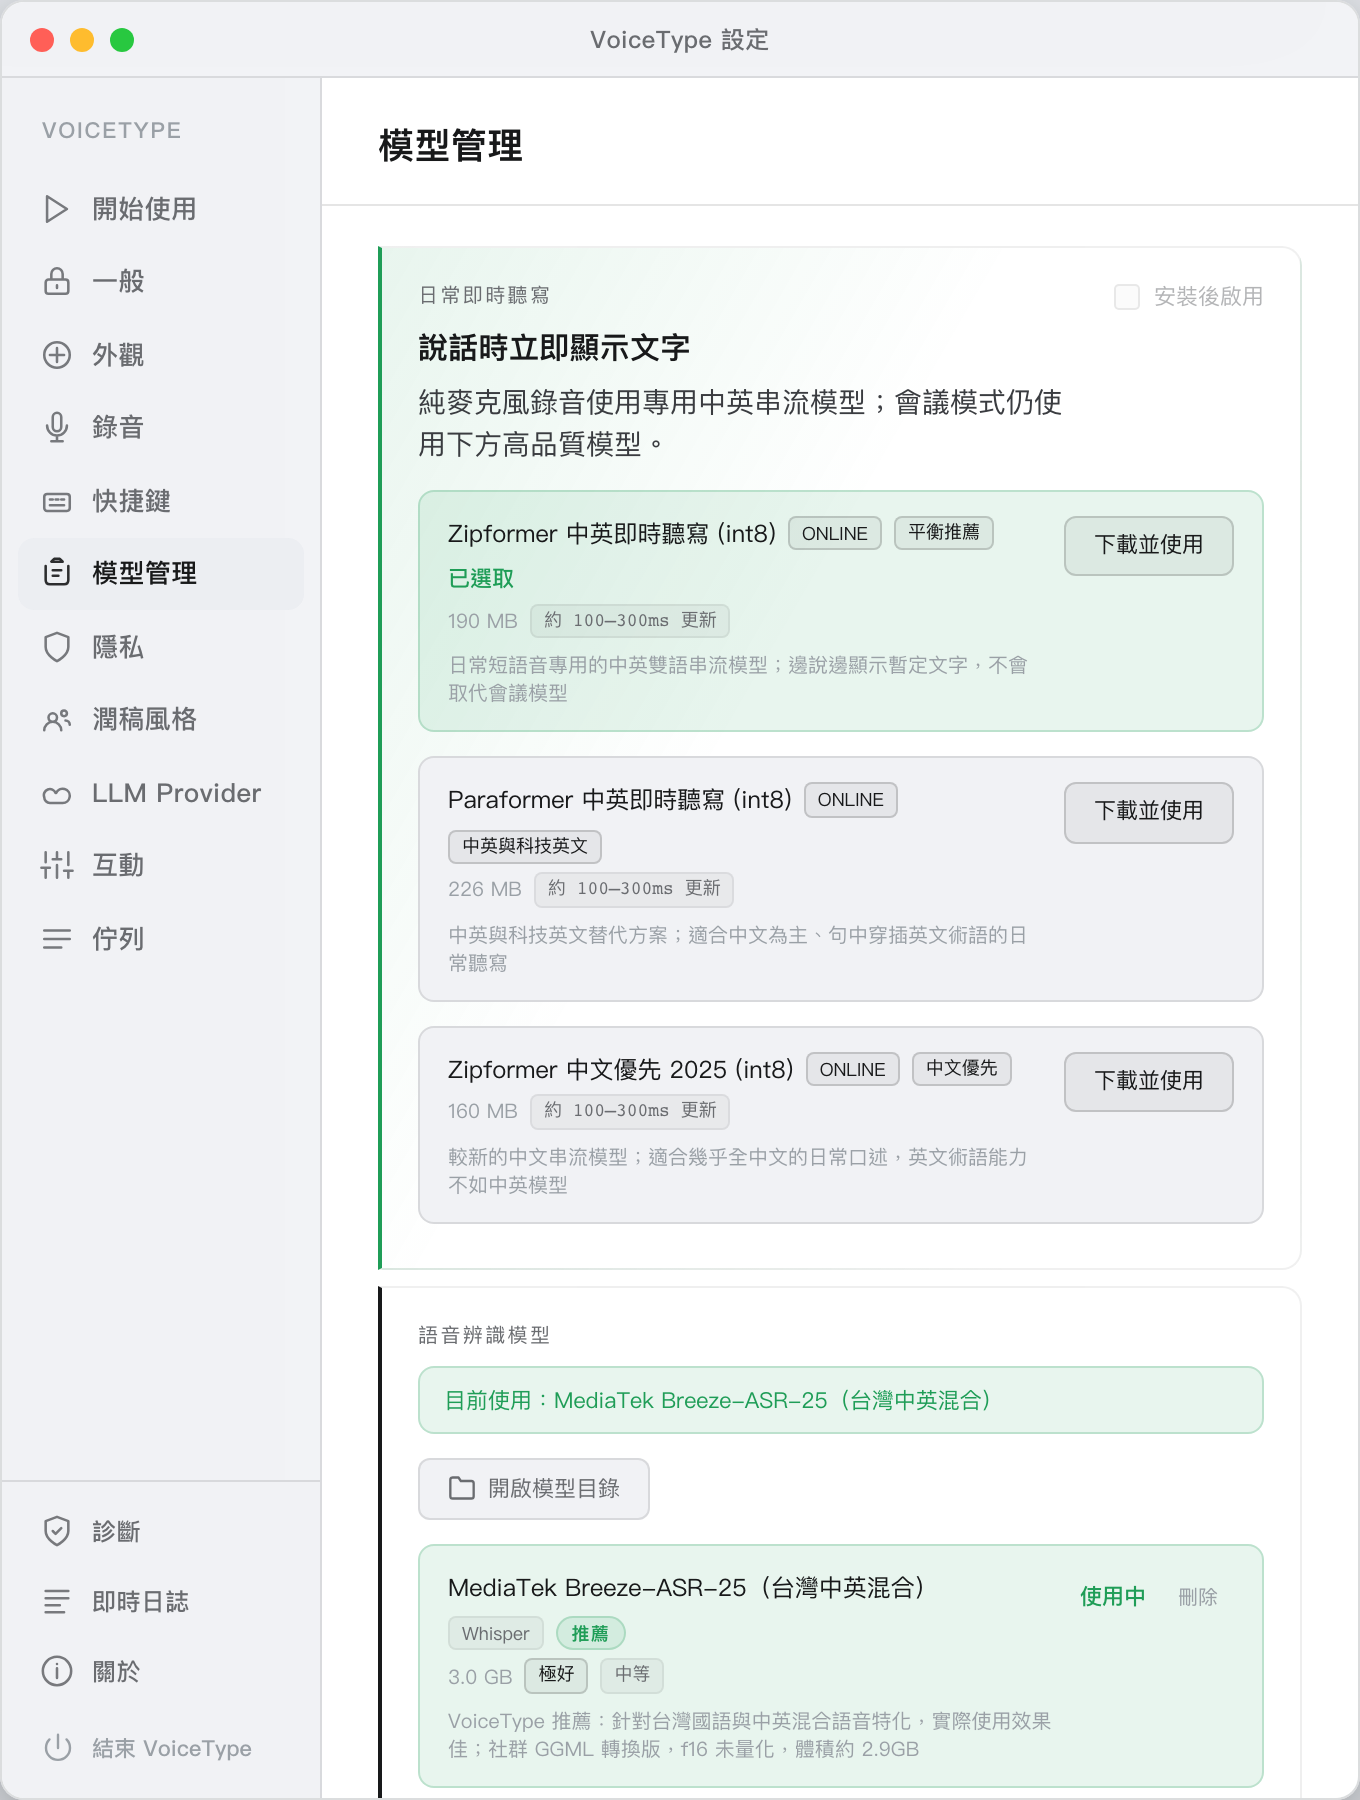 VoiceType 設定
VOICETYPE
開始使用
一般
外觀
錄音
快捷鍵
模型管理
隱私
潤稿風格
LLM Provider
互動
佇列
診斷
即時日誌
關於
結束 VoiceType
模型管理
日常即時聽寫
安裝後啟用
說話時立即顯示文字
純麥克風錄音使用專用中英串流模型；會議模式仍使
用下方高品質模型。
Zipformer 中英即時聽寫 (int8) ONLINE 平衡推薦
下載並使用
已選取
190 MB 約 100–300ms 更新
日常短語音專用的中英雙語串流模型；邊說邊顯示暫定文字，不會
取代會議模型
Paraformer 中英即時聽寫 (int8) ONLINE
下載並使用
中英與科技英文
226 MB 約 100–300ms 更新
中英與科技英文替代方案；適合中文為主、句中穿插英文術語的日
常聽寫
Zipformer 中文優先 2025 (int8) ONLINE 中文優先
下載並使用
160 MB 約 100–300ms 更新
較新的中文串流模型；適合幾乎全中文的日常口述，英文術語能力
不如中英模型
語音辨識模型
目前使用：MediaTek Breeze-ASR-25（台灣中英混合）
開啟模型目錄
MediaTek Breeze-ASR-25（台灣中英混合）
使用中 刪除
Whisper 推薦
3.0 GB 極好 中等
VoiceType 推薦：針對台灣國語與中英混合語音特化，實際使用效果
佳；社群 GGML 轉換版，f16 未量化，體積約 2.9GB